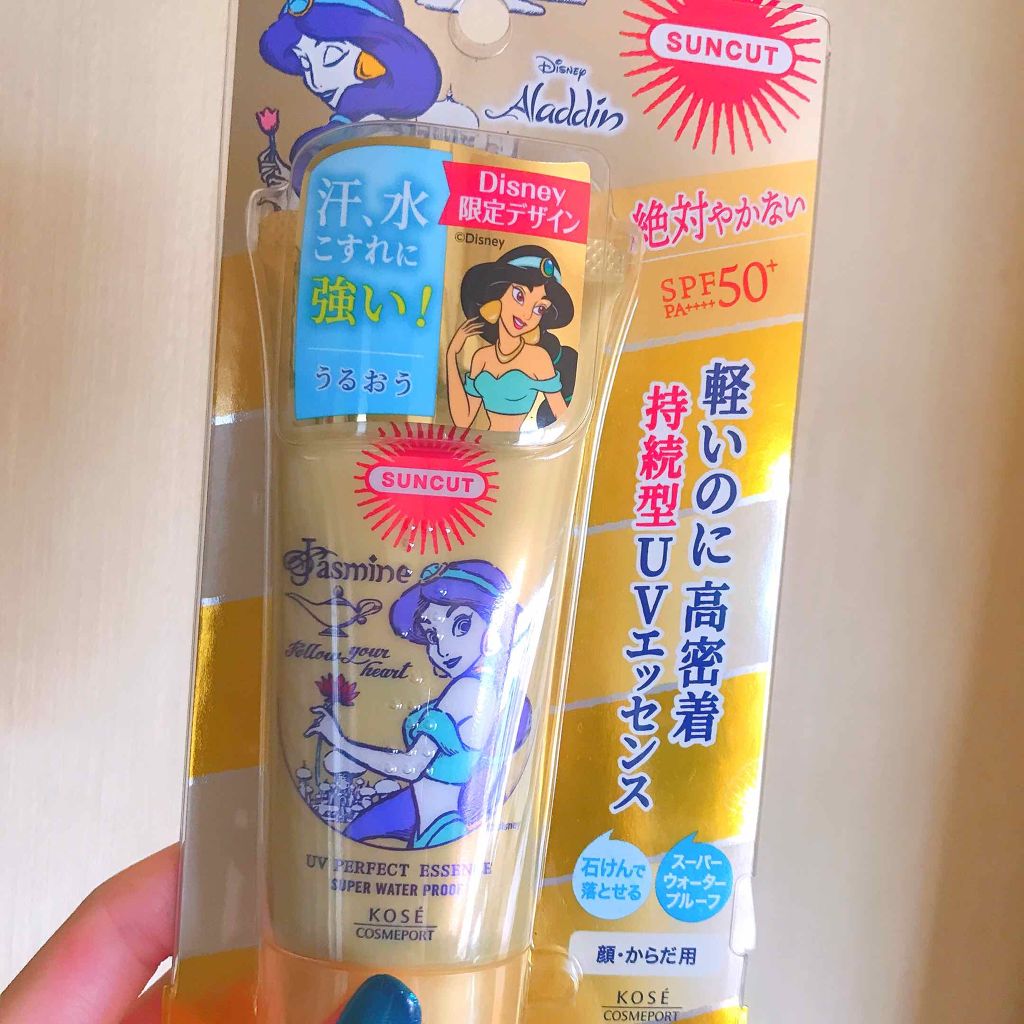 SUNCUT
Disney
Aladdin
Disney
限定デザイン
©Disney
汗、水
こすれに
強い!
うるおう
絶対やかない
SPF50+
PA++++
軽いのに高密着
持続型UVエッセンス
SUNCUT
Jasmine
Follow your
heart
©Disney
UV PERFECT ESSENCE
SUPER WATER PROOF
KOSÉ
COSMEPORT
石けんで
落とせる
スーパー
ウォーター
プルーフ
顔・からだ用
KOSÉ
COSMEPORT